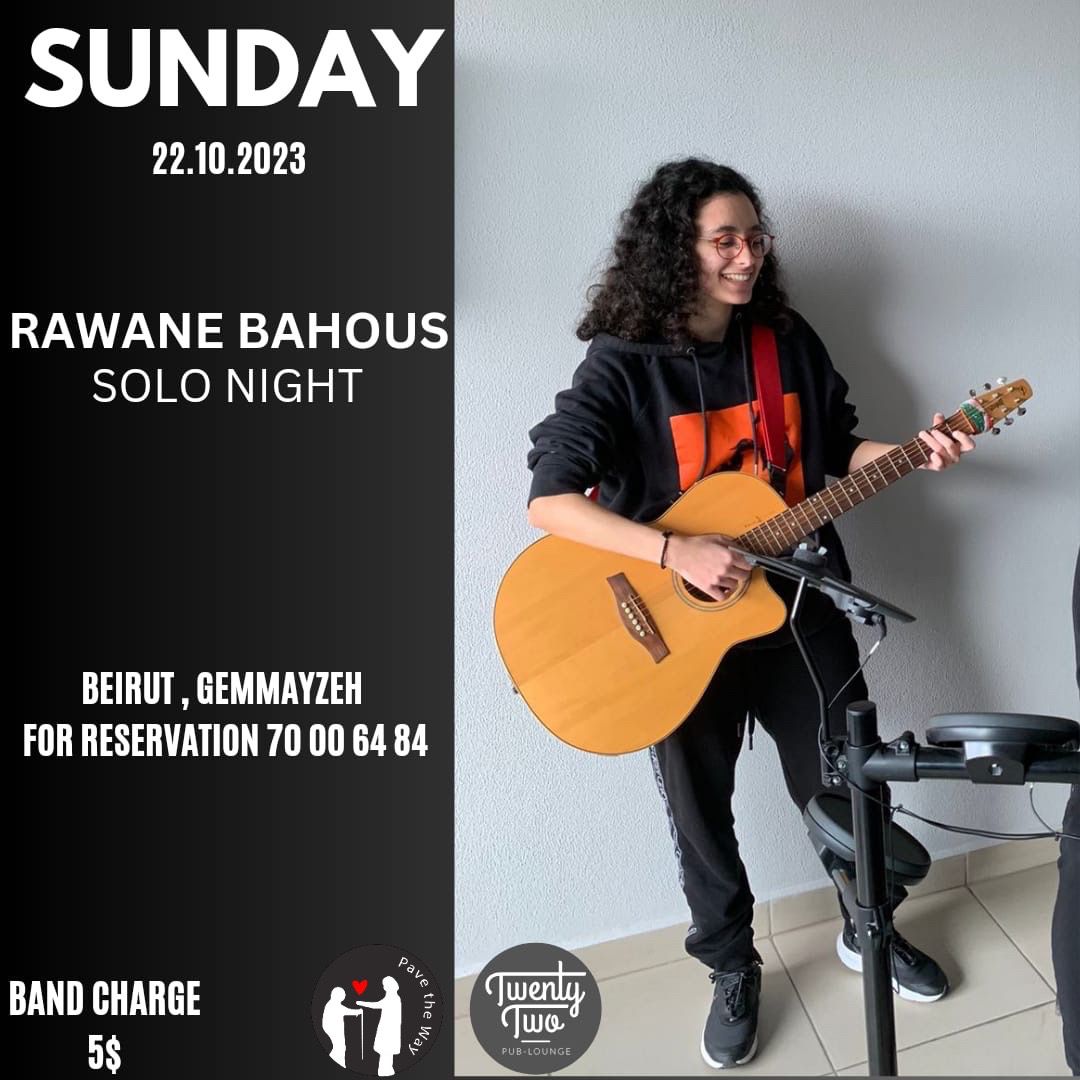 SUNDAY
22.10.2023
RAWANE BAHOUS
SOLO NIGHT
BEIRUT , GEMMAYZEH
FOR RESERVATION 70 00 64 84
BAND CHARGE
5$
Pave the Way
Twenty
Two
PUB-LOUNGE